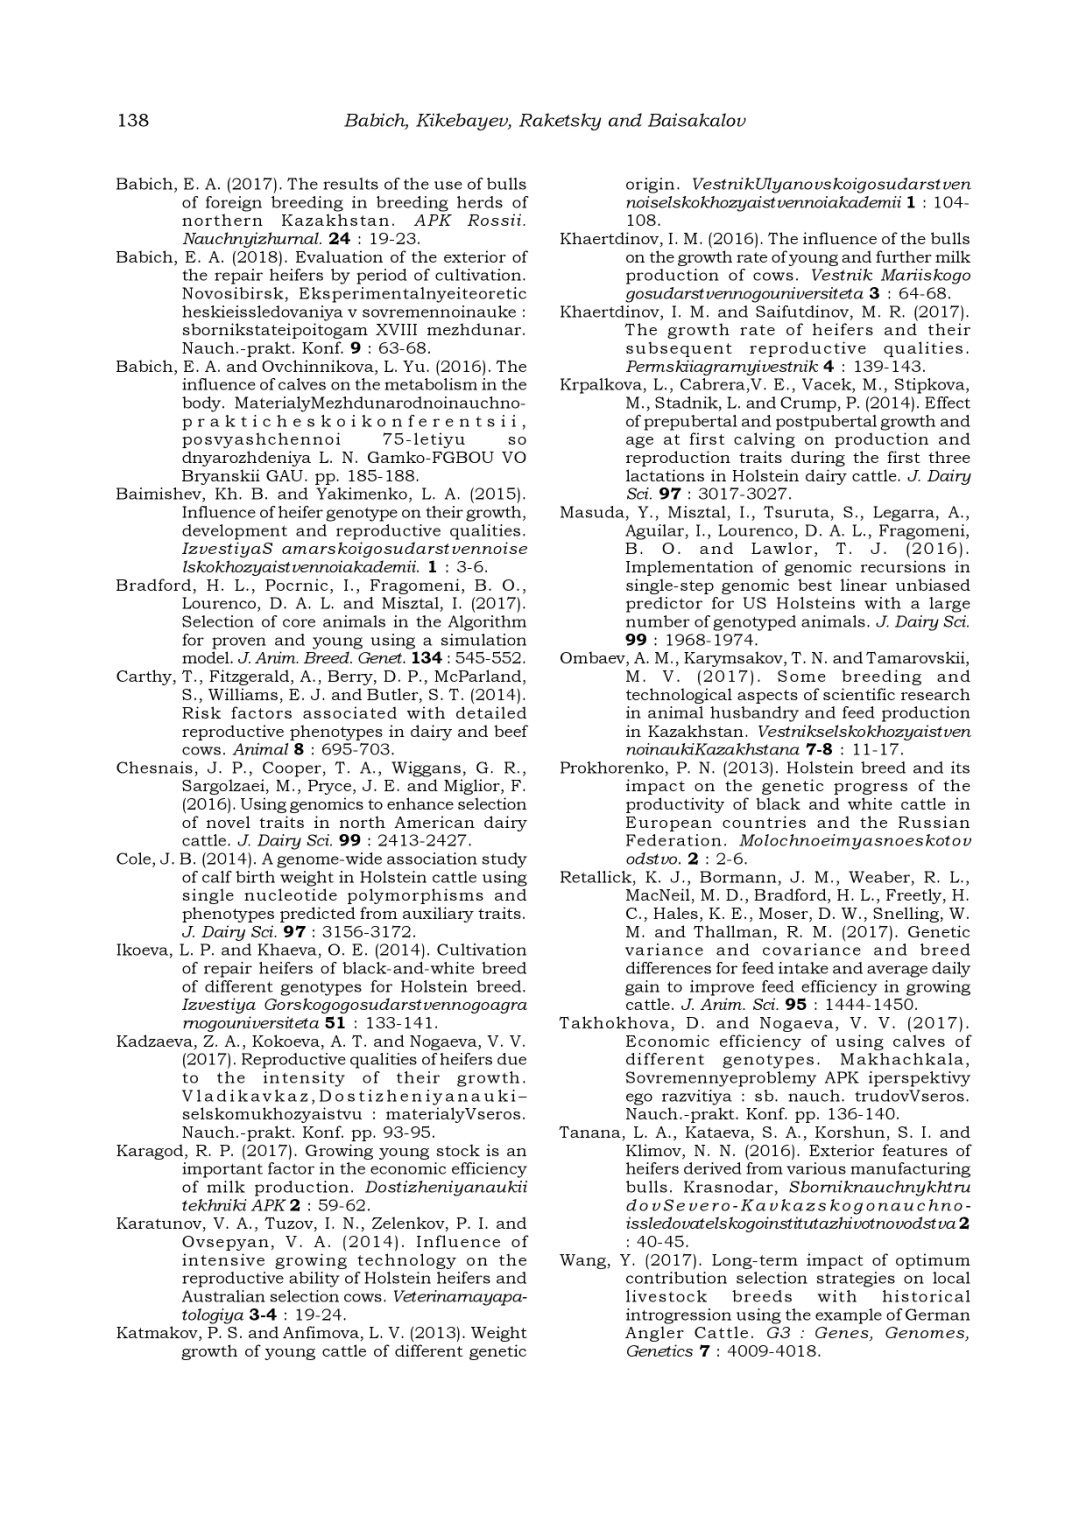 138
Babich, Kikebayev, Raketsky and Baisakalov
Babich, E. A. (2017). The results of the use of bulls
of foreign breeding in breeding herds of
northern Kazakhstan. APK Rossii.
Nauchnyizhurnal. 24 : 19-23.
Babich, E. A. (2018). Evaluation of the exterior of
the repair heifers by period of cultivation.
Novosibirsk, Eksperimentalnyeiteoretic
heskieissledovaniya v sovremennoinauke :
sbornikstateipoitogam XVIII mezhdunar.
Nauch.-prakt. Konf. 9 : 63-68.
Babich, E. A. and Ovchinnikova, L. Yu. (2016). The
influence of calves on the metabolism in the
body. MaterialyMezhdunarodnoinauchno-
prakticheskoikonferentsii,
posvyashchennoi 75-letiyu so
dnyarozhdeniya L. N. Gamko-FGBOU VO
Bryanskii GAU. pp. 185-188.
Baimishev, Kh. B. and Yakimenko, L. A. (2015).
Influence of heifer genotype on their growth,
development and reproductive qualities.
IzvestiyaS amarskoigosudarstvennoise
lskokhozyaistvennoiakademii. 1 : 3-6.
Bradford, H. L., Pocrnic, I., Fragomeni, B. O.,
Lourenco, D. A. L. and Misztal, I. (2017).
Selection of core animals in the Algorithm
for proven and young using a simulation
model. J. Anim. Breed. Genet. 134 : 545-552.
Carthy, T., Fitzgerald, A., Berry, D. P., McParland,
S., Williams, E. J. and Butler, S. T. (2014).
Risk factors associated with detailed
reproductive phenotypes in dairy and beef
cows. Animal 8 : 695-703.
Chesnais, J. P., Cooper, T. A., Wiggans, G. R.,
Sargolzaei, M., Pryce, J. E. and Miglior, F.
(2016). Using genomics to enhance selection
of novel traits in north American dairy
cattle. J. Dairy Sci. 99 : 2413-2427.
Cole, J. B. (2014). A genome-wide association study
of calf birth weight in Holstein cattle using
single nucleotide polymorphisms and
phenotypes predicted from auxiliary traits.
J. Dairy Sci. 97 : 3156-3172.
Ikoeva, L. P. and Khaeva, O. E. (2014). Cultivation
of repair heifers of black-and-white breed
of different genotypes for Holstein breed.
Izvestiya Gorskogogosudarstvennogoagra
rnogouniversiteta 51 : 133-141.
Kadzaeva, Z. A., Kokoeva, A. T. and Nogaeva, V. V.
(2017). Reproductive qualities of heifers due
to the intensity of their growth.
Vladikavkaz,Dostizheniyanauki–
selskomukhozyaistvu : materialyVseros.
Nauch.-prakt. Konf. pp. 93-95.
Karagod, R. P. (2017). Growing young stock is an
important factor in the economic efficiency
of milk production. Dostizheniyanaukii
tekhniki APK 2 : 59-62.
Karatunov, V. A., Tuzov, I. N., Zelenkov, P. I. and
Ovsepyan, V. A. (2014). Influence of
intensive growing technology on the
reproductive ability of Holstein heifers and
Australian selection cows. Veterinarnayapa-
tologiya 3-4 : 19-24.
Katmakov, P. S. and Anfimova, L. V. (2013). Weight
growth of young cattle of different genetic
origin. VestnikUlyanovskoigosudarstven
noiselskokhozyaistvennoiakademii 1 : 104-
108.
Khaertdinov, I. M. (2016). The influence of the bulls
on the growth rate of young and further milk
production of cows. Vestnik Mariiskogo
gosudarstvennogouniversiteta 3 : 64-68.
Khaertdinov, I. M. and Saifutdinov, M. R. (2017).
The growth rate of heifers and their
subsequent reproductive qualities.
Permskiiagrarnyivestnik 4 : 139-143.
Krpalkova, L., Cabrera,V. E., Vacek, M., Stipkova,
M., Stadnik, L. and Crump, P. (2014). Effect
of prepubertal and postpubertal growth and
age at first calving on production and
reproduction traits during the first three
lactations in Holstein dairy cattle. J. Dairy
Sci. 97 : 3017-3027.
Masuda, Y., Misztal, I., Tsuruta, S., Legarra, A.,
Aguilar, I., Lourenco, D. A. L., Fragomeni,
B. O. and Lawlor, T. J. (2016).
Implementation of genomic recursions in
single-step genomic best linear unbiased
predictor for US Holsteins with a large
number of genotyped animals. J. Dairy Sci.
99 : 1968-1974.
Ombaev, A. M., Karymsakov, T. N. and Tamarovskii,
M. V. (2017). Some breeding and
technological aspects of scientific research
in animal husbandry and feed production
in Kazakhstan. Vestnikselskokhozyaistven
noinaukiKazakhstana 7-8 : 11-17.
Prokhorenko, P. N. (2013). Holstein breed and its
impact on the genetic progress of the
productivity of black and white cattle in
European countries and the Russian
Federation. Molochnoeimyasnoeskotov
odstvo. 2 : 2-6.
Retallick, K. J., Bormann, J. M., Weaber, R. L.,
MacNeil, M. D., Bradford, H. L., Freetly, H.
C., Hales, K. E., Moser, D. W., Snelling, W.
M. and Thallman, R. M. (2017). Genetic
variance and covariance and breed
differences for feed intake and average daily
gain to improve feed efficiency in growing
cattle. J. Anim. Sci. 95 : 1444-1450.
Takhokhova, D. and Nogaeva, V. V. (2017).
Economic efficiency of using calves of
different genotypes. Makhachkala,
Sovremennyeproblemy APK iperspektivy
ego razvitiya : sb. nauch. trudovVseros.
Nauch.-prakt. Konf. pp. 136-140.
Tanana, L. A., Kataeva, S. A., Korshun, S. I. and
Klimov, N. N. (2016). Exterior features of
heifers derived from various manufacturing
bulls. Krasnodar, Sborniknauchnykhtru
dovSevero-Kavkazskogonauchno-
issledovatelskogoinstitutazhivotnovodstva 2
: 40-45.
Wang, Y. (2017). Long-term impact of optimum
contribution selection strategies on local
livestock breeds with historical
introgression using the example of German
Angler Cattle. G3 : Genes, Genomes,
Genetics 7 : 4009-4018.